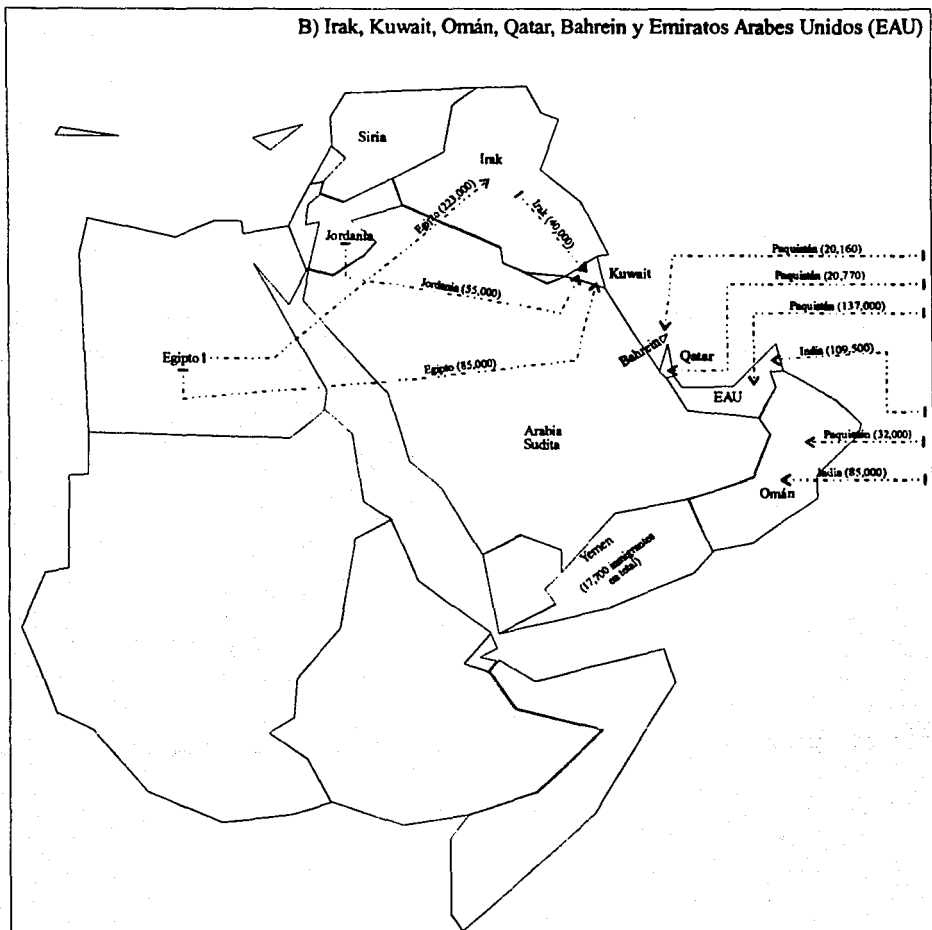 B) Irak, Kuwait, Omán, Qatar, Bahrein y Emiratos Arabes Unidos (EAU)
Siria
Irak
Egipto (223,000)
Irak (40,000)
Jordania
Kuwait
Paquistán (20,160)
Paquistán (20,770)
Jordania (55,000)
Paquistán (137,000)
Bahrein
Qatar
India (109,500)
Egipto
Egipto (85,000)
EAU
Arabia
Sudita
Paquistán (32,000)
India (85,000)
Omán
Yemen
(17,700 inmigrantes
en total)